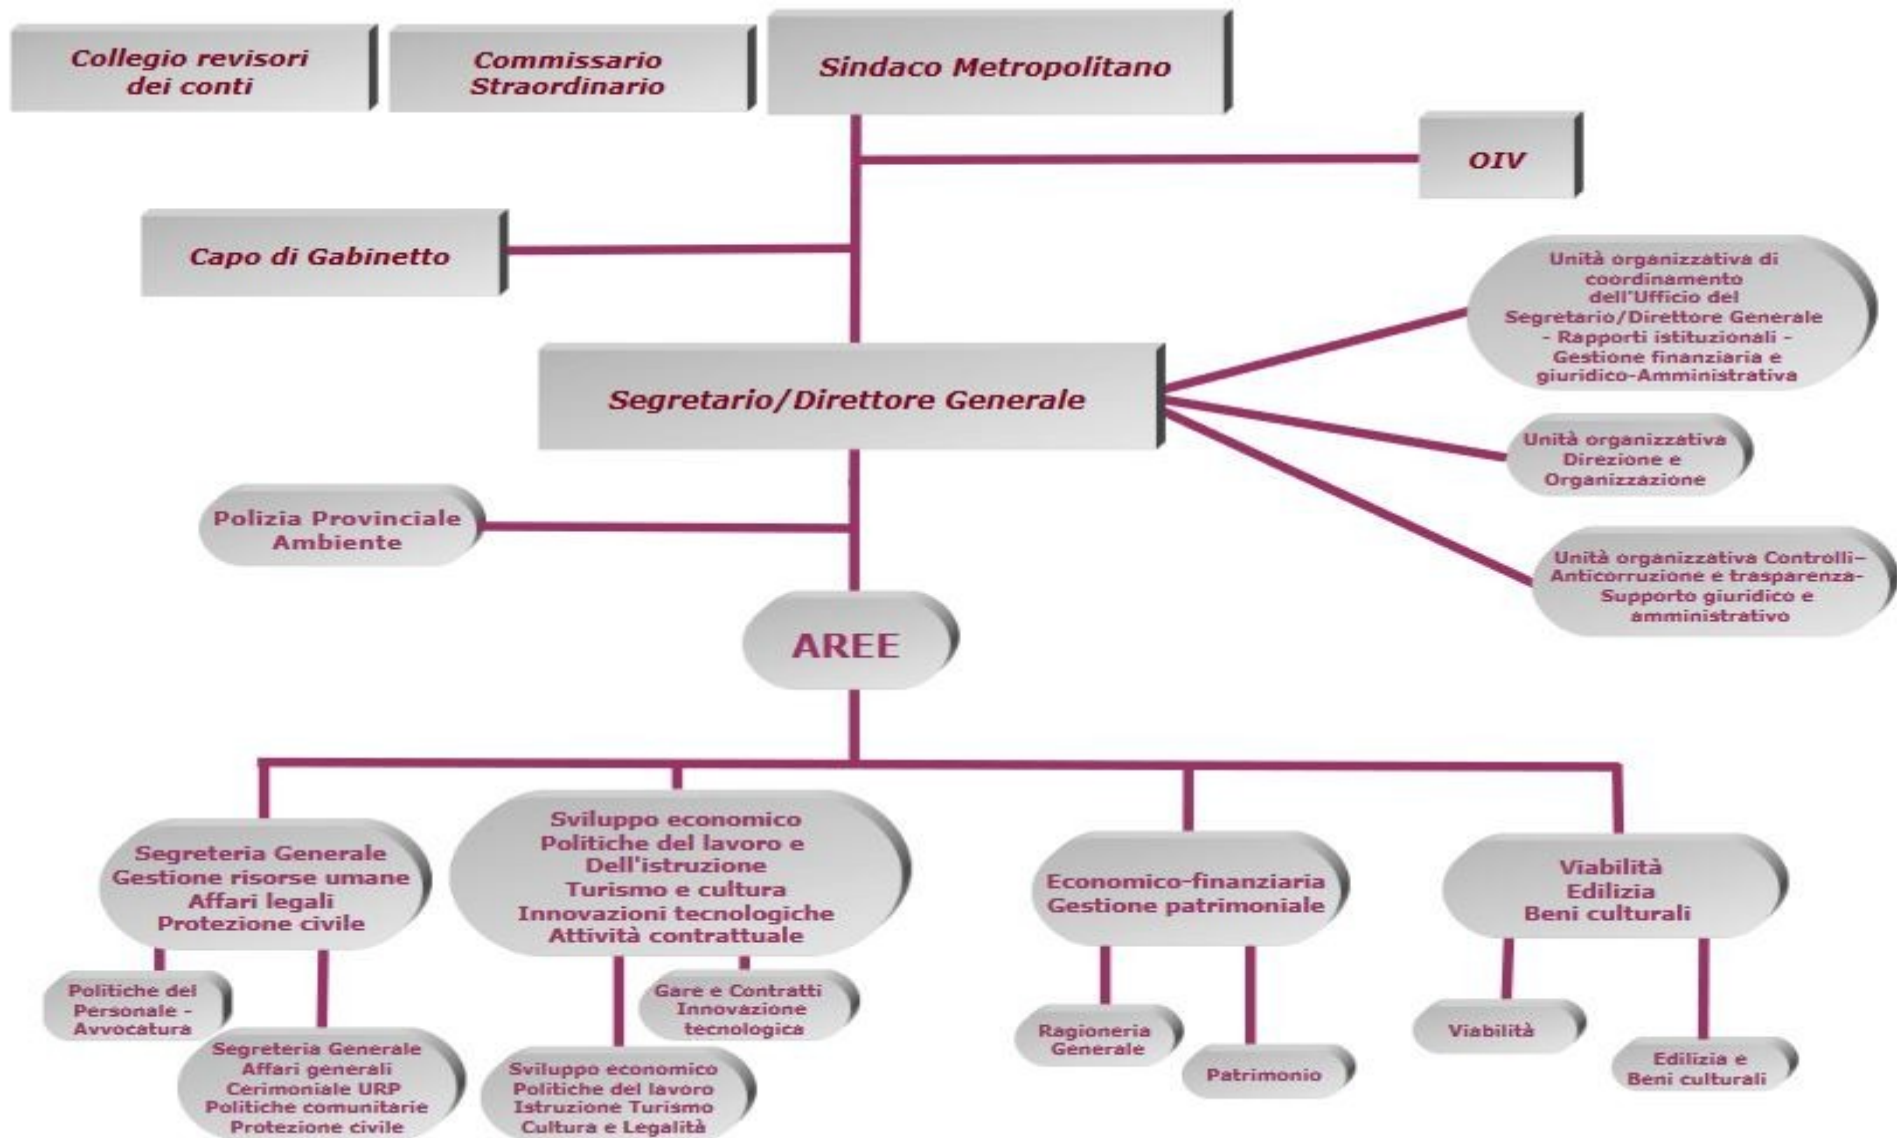 Collegio revisori
dei conti
Commissario
Straordinario
Sindaco Metropolitano
OIV
Capo di Gabinetto
Unità organizzativa di
coordinamento
dell'Ufficio del
Segretario/Direttore Generale
- Rapporti istituzionali -
Gestione finanziaria e
giuridico-Amministrativa
Segretario/Direttore Generale
Unità organizzativa
Direzione e
Organizzazione
Polizia Provinciale
Ambiente
Unità organizzativa Controlli–
Anticorruzione e trasparenza-
Supporto giuridico e
amministrativo
AREE
Segreteria Generale
Gestione risorse umane
Affari legali
Protezione civile
Sviluppo economico
Politiche del lavoro e
Dell'istruzione
Turismo e cultura
Innovazioni tecnologiche
Attività contrattuale
Economico-finanziaria
Gestione patrimoniale
Viabilità
Edilizia
Beni culturali
Politiche del
Personale -
Avvocatura
Segreteria Generale
Affari generali
Cerimoniale URP
Politiche comunitarie
Protezione civile
Sviluppo economico
Politiche del lavoro
Istruzione Turismo
Cultura e Legalità
Gare e Contratti
Innovazione
tecnologica
Ragioneria
Generale
Patrimonio
Viabilità
Edilizia e
Beni culturali